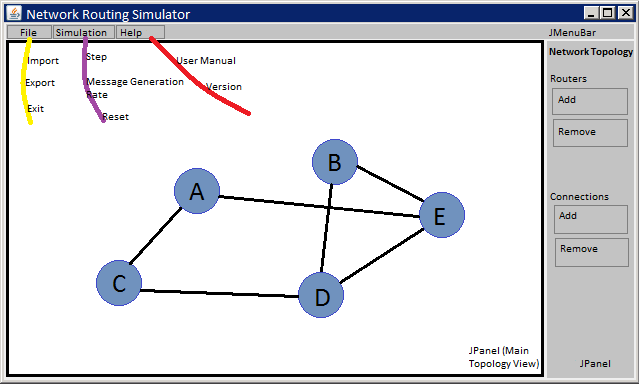 Network Routing Simulator
File Simulation Help JMenuBar
Network Topology
Import
Export
Exit
Step
Message Generation
Rate
Reset
User Manual
Version
Routers
Add
Remove
Connections
Add
Remove
A
B
E
C
D
JPanel (Main
Topology View)
JPanel